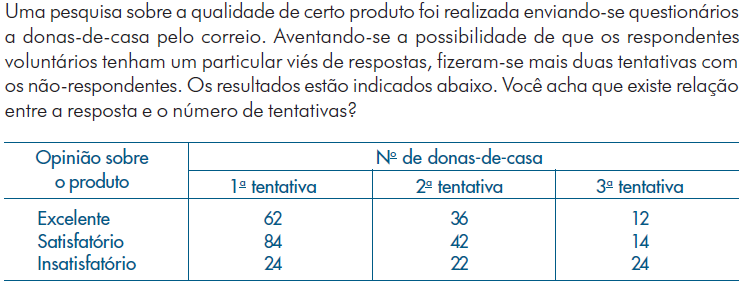 Uma pesquisa sobre a qualidade de certo produto foi realizada enviando-se questionários
a donas-de-casa pelo correio. Aventando-se a possibilidade de que os respondentes
voluntários tenham um particular viés de respostas, fizeram-se mais duas tentativas com
os não-respondentes. Os resultados estão indicados abaixo. Você acha que existe relação
entre a resposta e o número de tentativas?
Opinião sobre o produto Nº de donas-de-casa
1ª tentativa 2ª tentativa 3ª tentativa
Excelente 62 36 12
Satisfatório 84 42 14
Insatisfatório 24 22 24